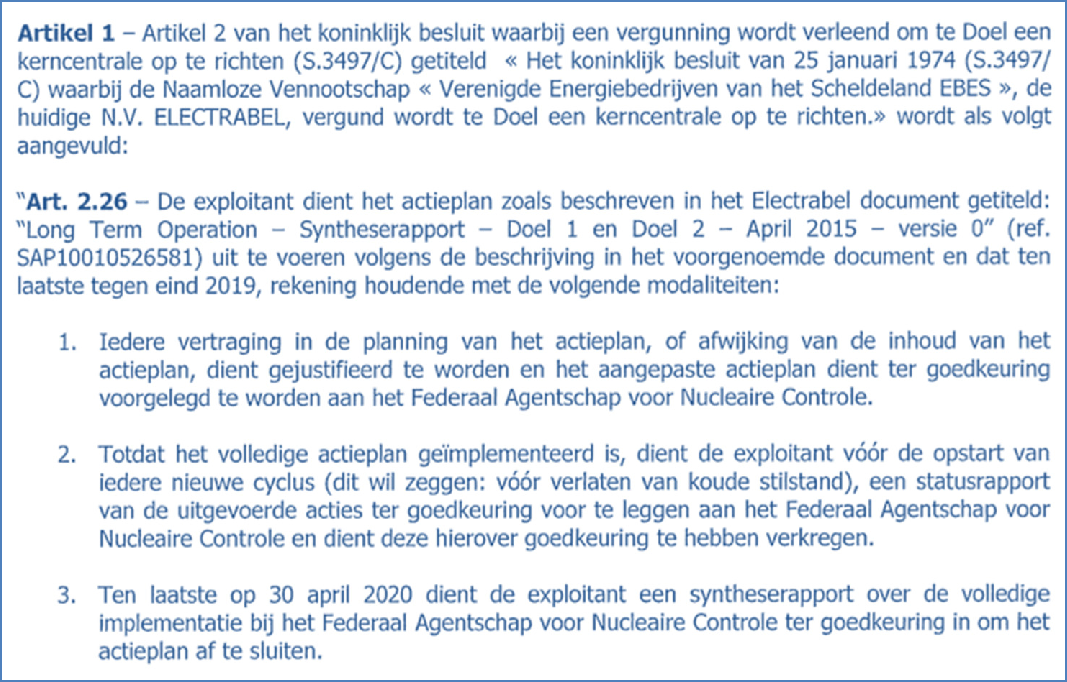 Artikel 1 – Artikel 2 van het koninklijk besluit waarbij een vergunning wordt verleend om te Doel een
kerncentrale op te richten (S.3497/C) getiteld « Het koninklijk besluit van 25 januari 1974 (S.3497/
C) waarbij de Naamloze Vennootschap « Verenigde Energiebedrijven van het Scheldeland EBES », de
huidige N.V. ELECTRABEL, vergund wordt te Doel een kerncentrale op te richten.» wordt als volgt
aangevuld:
“Art. 2.26 – De exploitant dient het actieplan zoals beschreven in het Electrabel document getiteld:
“Long Term Operation – Syntheserapport – Doel 1 en Doel 2 – April 2015 – versie 0” (ref.
SAP10010526581) uit te voeren volgens de beschrijving in het voorgenoemde document en dat ten
laatste tegen eind 2019, rekening houdende met de volgende modaliteiten:
1. Iedere vertraging in de planning van het actieplan, of afwijking van de inhoud van het
actieplan, dient gejustifieerd te worden en het aangepaste actieplan dient ter goedkeuring
voorgelegd te worden aan het Federaal Agentschap voor Nucleaire Controle.
2. Totdat het volledige actieplan geïmplementeerd is, dient de exploitant vóór de opstart van
iedere nieuwe cyclus (dit wil zeggen: vóór verlaten van koude stilstand), een statusrapport
van de uitgevoerde acties ter goedkeuring voor te leggen aan het Federaal Agentschap voor
Nucleaire Controle en dient deze hierover goedkeuring te hebben verkregen.
3. Ten laatste op 30 april 2020 dient de exploitant een syntheserapport over de volledige
implementatie bij het Federaal Agentschap voor Nucleaire Controle ter goedkeuring in om het
actieplan af te sluiten.